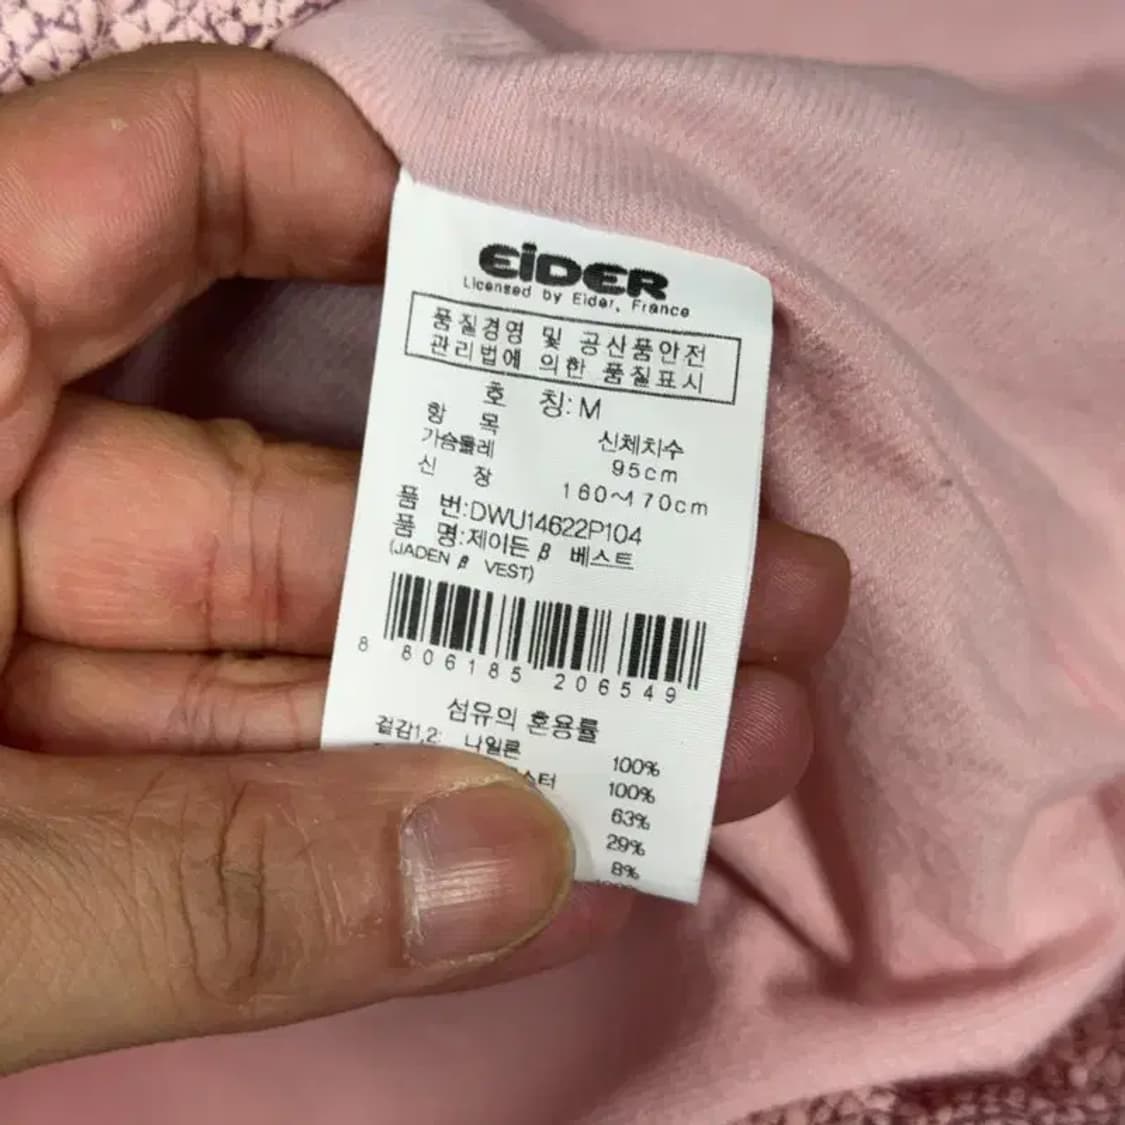 EiDER
Licensed by Eider, France
품질경영 및 공산품안전
관리법에 의한 품질표시
호 칭: M
항 목 신체치수
가슴둘레 95cm
신 장 160~170cm
품 번:DWU14622P104
품 명:제이든 β 베스트
(JADEN β VEST)
8 806185 206549
섬유의 혼용률
겉감1,2: 나일론 100%
스터 100%
63%
29%
8%